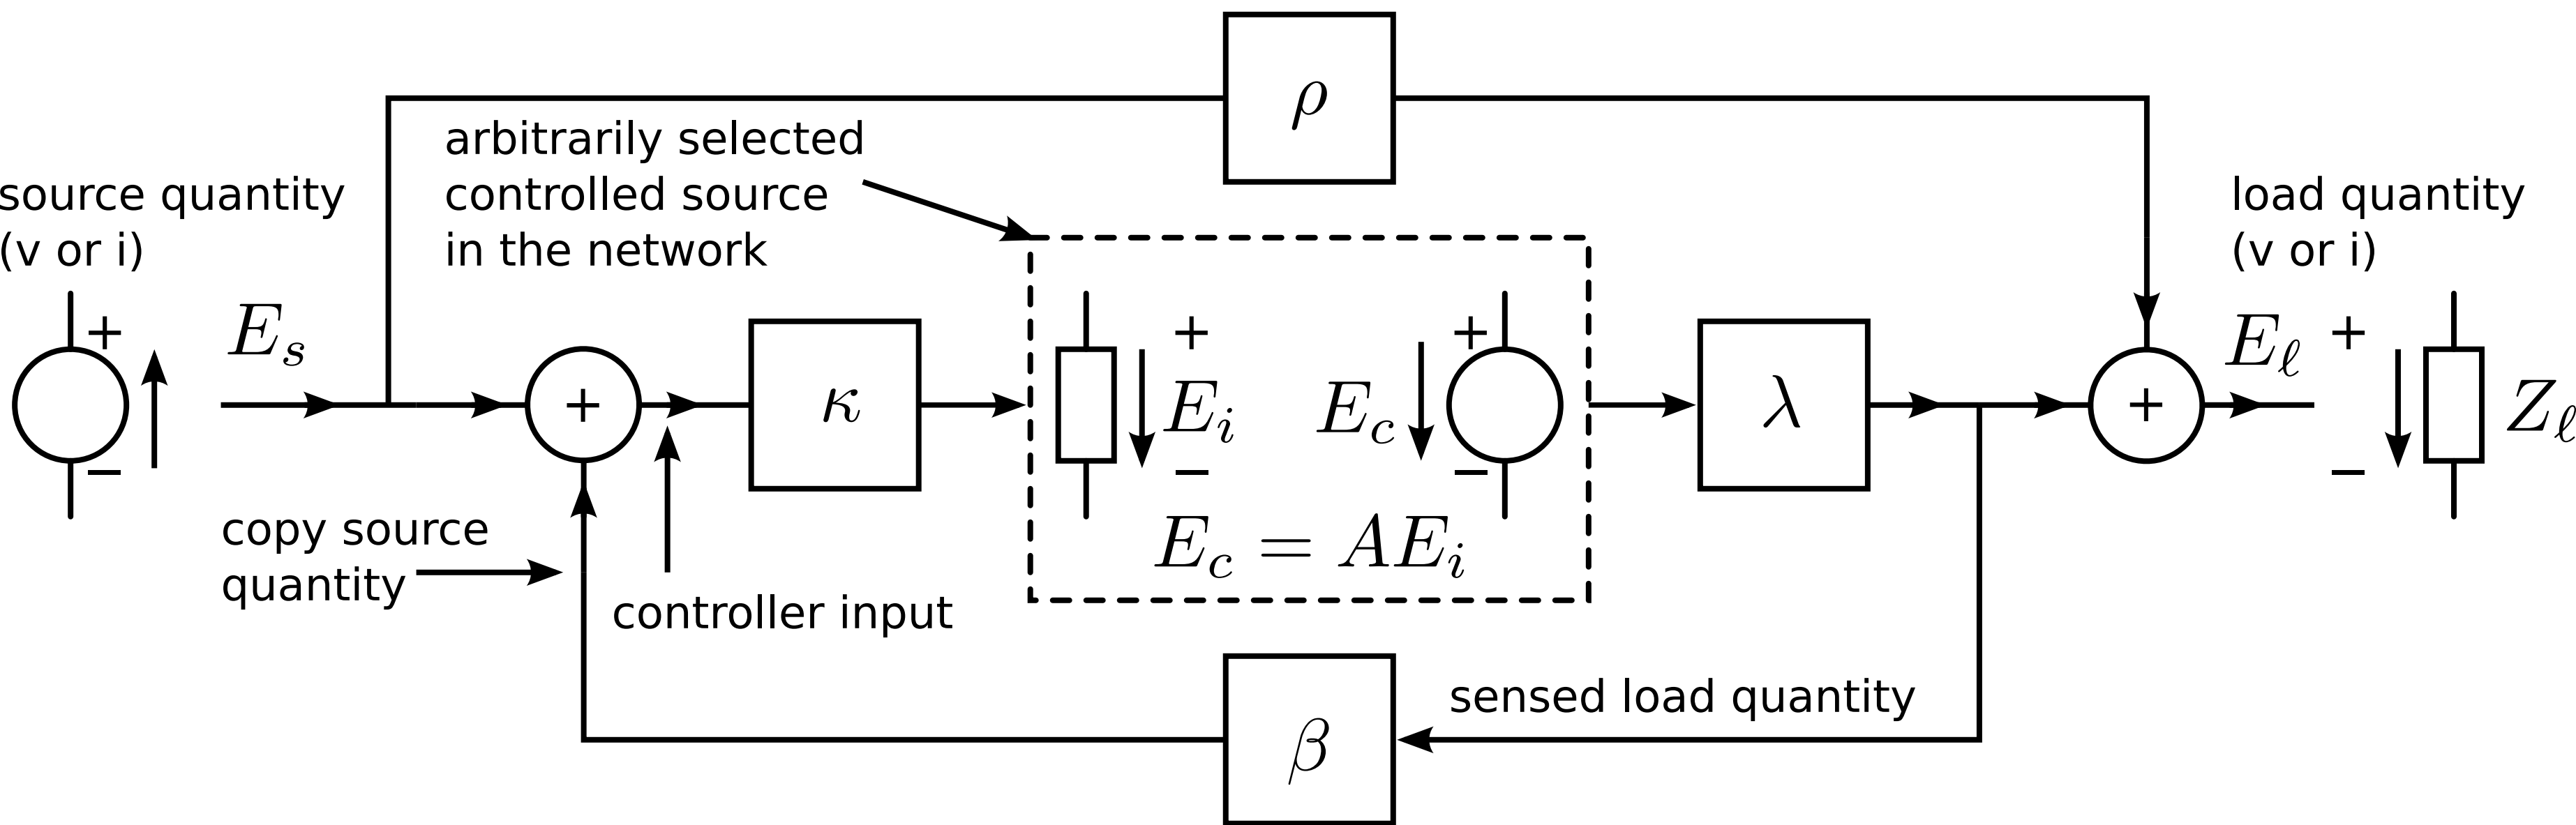 ρ
arbitrarily selected
controlled source
in the network
source quantity
(v or i)
load quantity
(v or i)
+
E_s
+
κ
+
E_i
−
+
E_c
−
E_c = AE_i
λ
+
E_ℓ
+
−
Z_ℓ
−
copy source
quantity
controller input
sensed load quantity
β